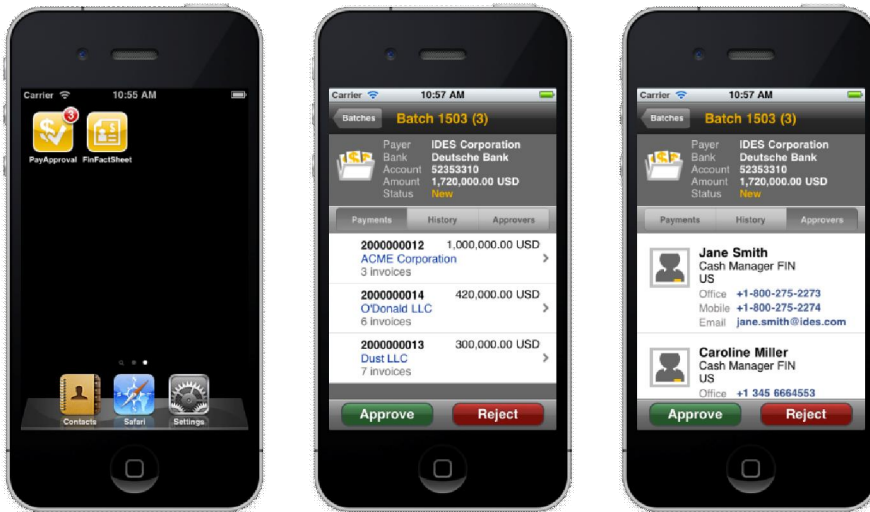 Carrier 10:55 AM
3
PayApproval FinFactSheet
Contacts Safari Settings
Carrier 10:57 AM
Batches Batch 1503 (3)
Payer IDES Corporation
Bank Deutsche Bank
Account 52353310
Amount 1,720,000.00 USD
Status New
Payments History Approvers
2000000012 1,000,000.00 USD
ACME Corporation
3 invoices
2000000014 420,000.00 USD
O'Donald LLC
6 invoices
2000000013 300,000.00 USD
Dust LLC
7 invoices
Approve Reject
Carrier 10:57 AM
Batches Batch 1503 (3)
Payer IDES Corporation
Bank Deutsche Bank
Account 52353310
Amount 1,720,000.00 USD
Status New
Payments History Approvers
Jane Smith
Cash Manager FIN
US
Office +1-800-275-2273
Mobile +1-800-275-2274
Email jane.smith@ides.com
Caroline Miller
Cash Manager FIN
US
Office +1 345 6664553
Approve Reject